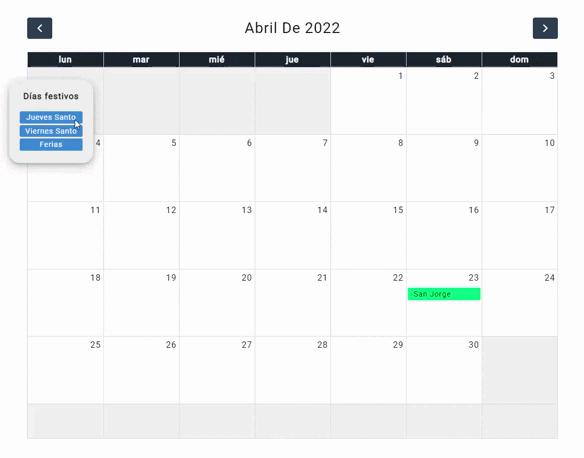 Abril De 2022
lun mar mié jue vie sáb dom
1 2 3
Días festivos
Jueves Santo
Viernes Santo
Ferias
4 5 6 7 8 9 10
11 12 13 14 15 16 17
18 19 20 21 22 23 24
San Jorge
25 26 27 28 29 30